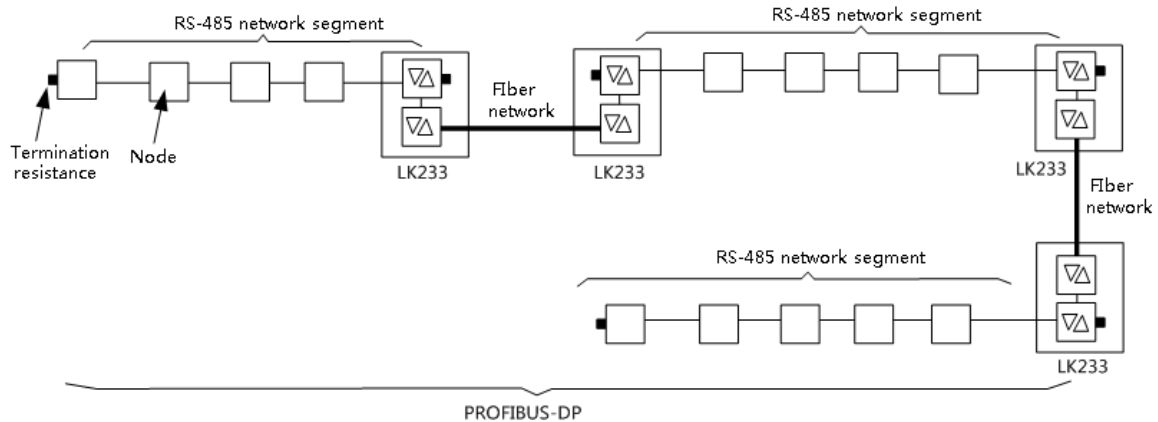 RS-485 network segment
RS-485 network segment
FIber
network
Termination
resistance
Node
LK233
LK233
LK233
FIber
network
RS-485 network segment
LK233
PROFIBUS-DP